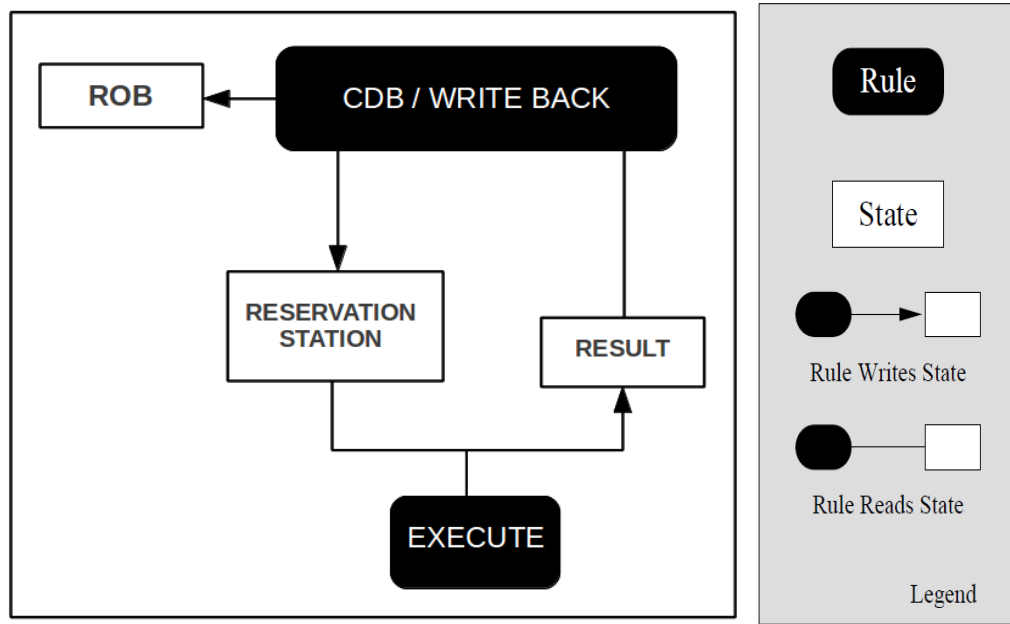 ROB
CDB / WRITE BACK
RESERVATION
STATION
RESULT
EXECUTE
Rule
State
Rule Writes State
Rule Reads State
Legend